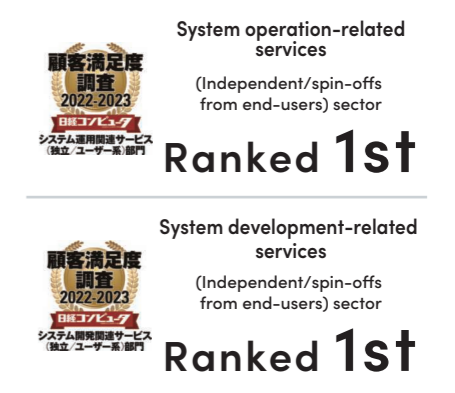 顧客満足度
調査
2022-2023
日経コンピュータ
システム運用関連サービス
(独立/ユーザー系)部門
System operation-related
services
(Independent/spin-offs
from end-users) sector
Ranked 1st
顧客満足度
調査
2022-2023
日経コンピュータ
システム開発関連サービス
(独立/ユーザー系)部門
System development-related
services
(Independent/spin-offs
from end-users) sector
Ranked 1st